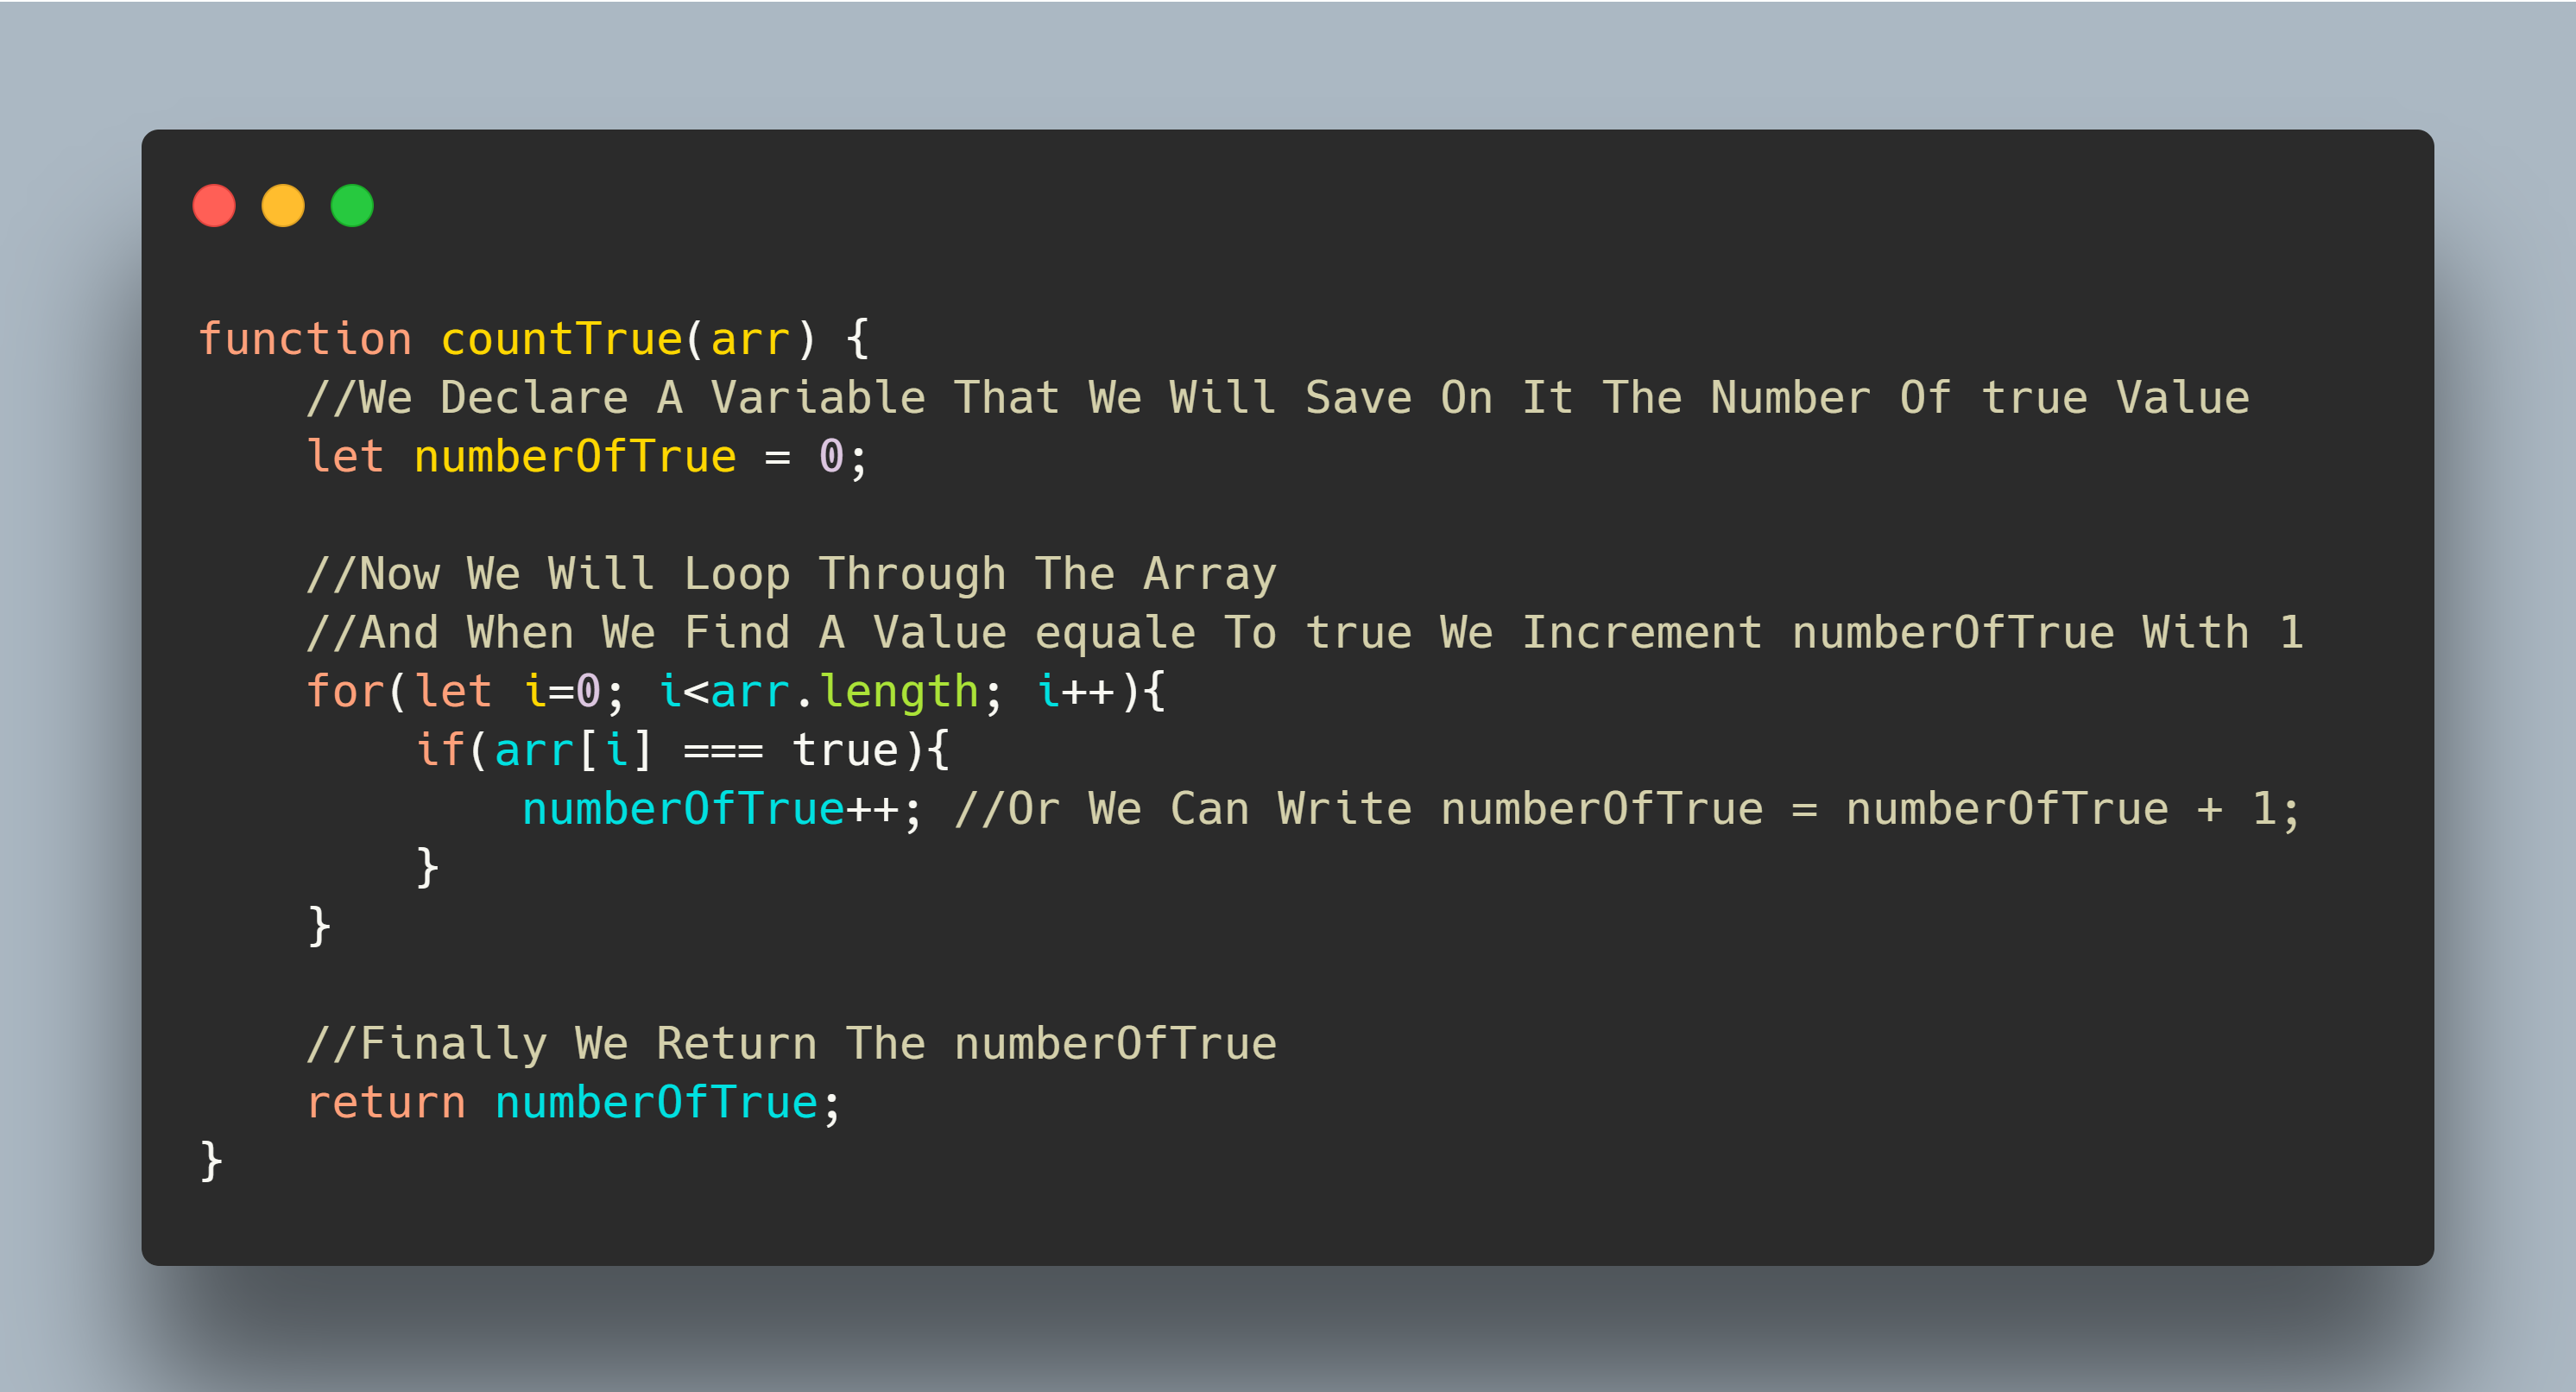 function countTrue(arr) {
    //We Declare A Variable That We Will Save On It The Number Of true Value
    let numberOfTrue = 0;

    //Now We Will Loop Through The Array
    //And When We Find A Value equale To true We Increment numberOfTrue With 1
    for(let i=0; i<arr.length; i++){
        if(arr[i] === true){
            numberOfTrue++; //Or We Can Write numberOfTrue = numberOfTrue + 1;
        }
    }

    //Finally We Return The numberOfTrue
    return numberOfTrue;
}